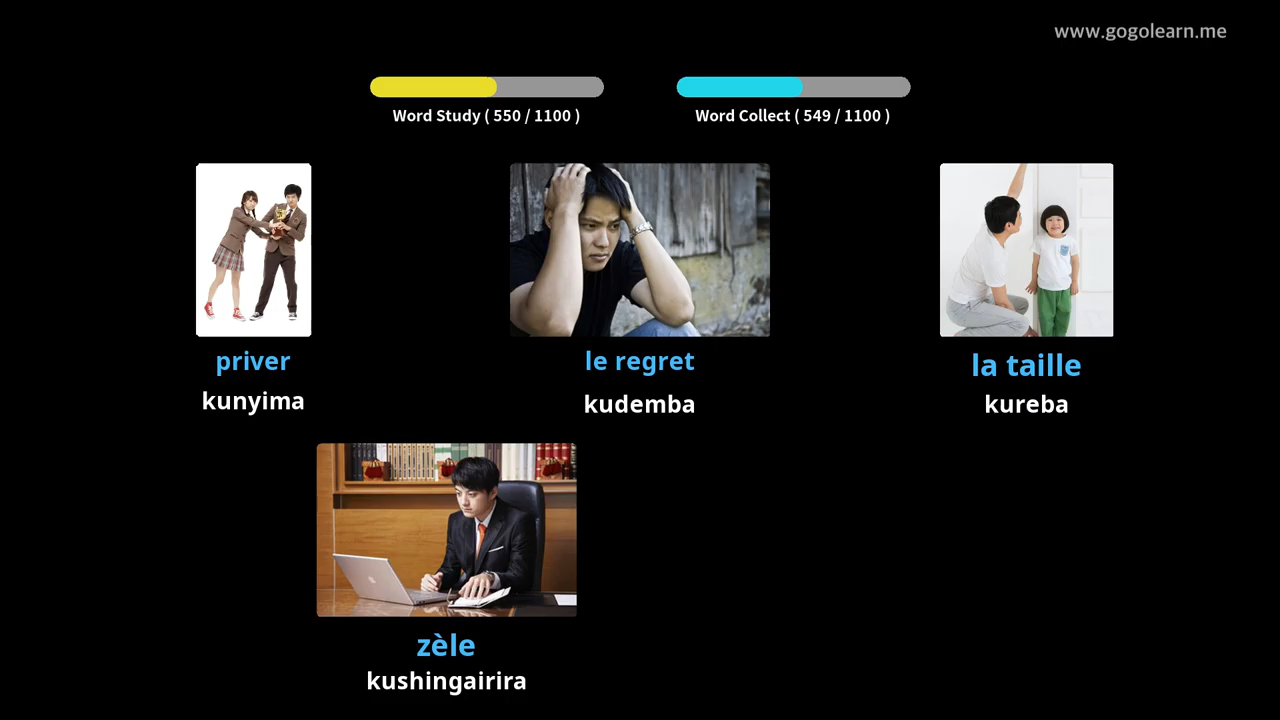 www.gogolearn.me
Word Study ( 550 / 1100 )
Word Collect ( 549 / 1100 )
priver
kunyima
le regret
kudemba
la taille
kureba
zèle
kushingairira